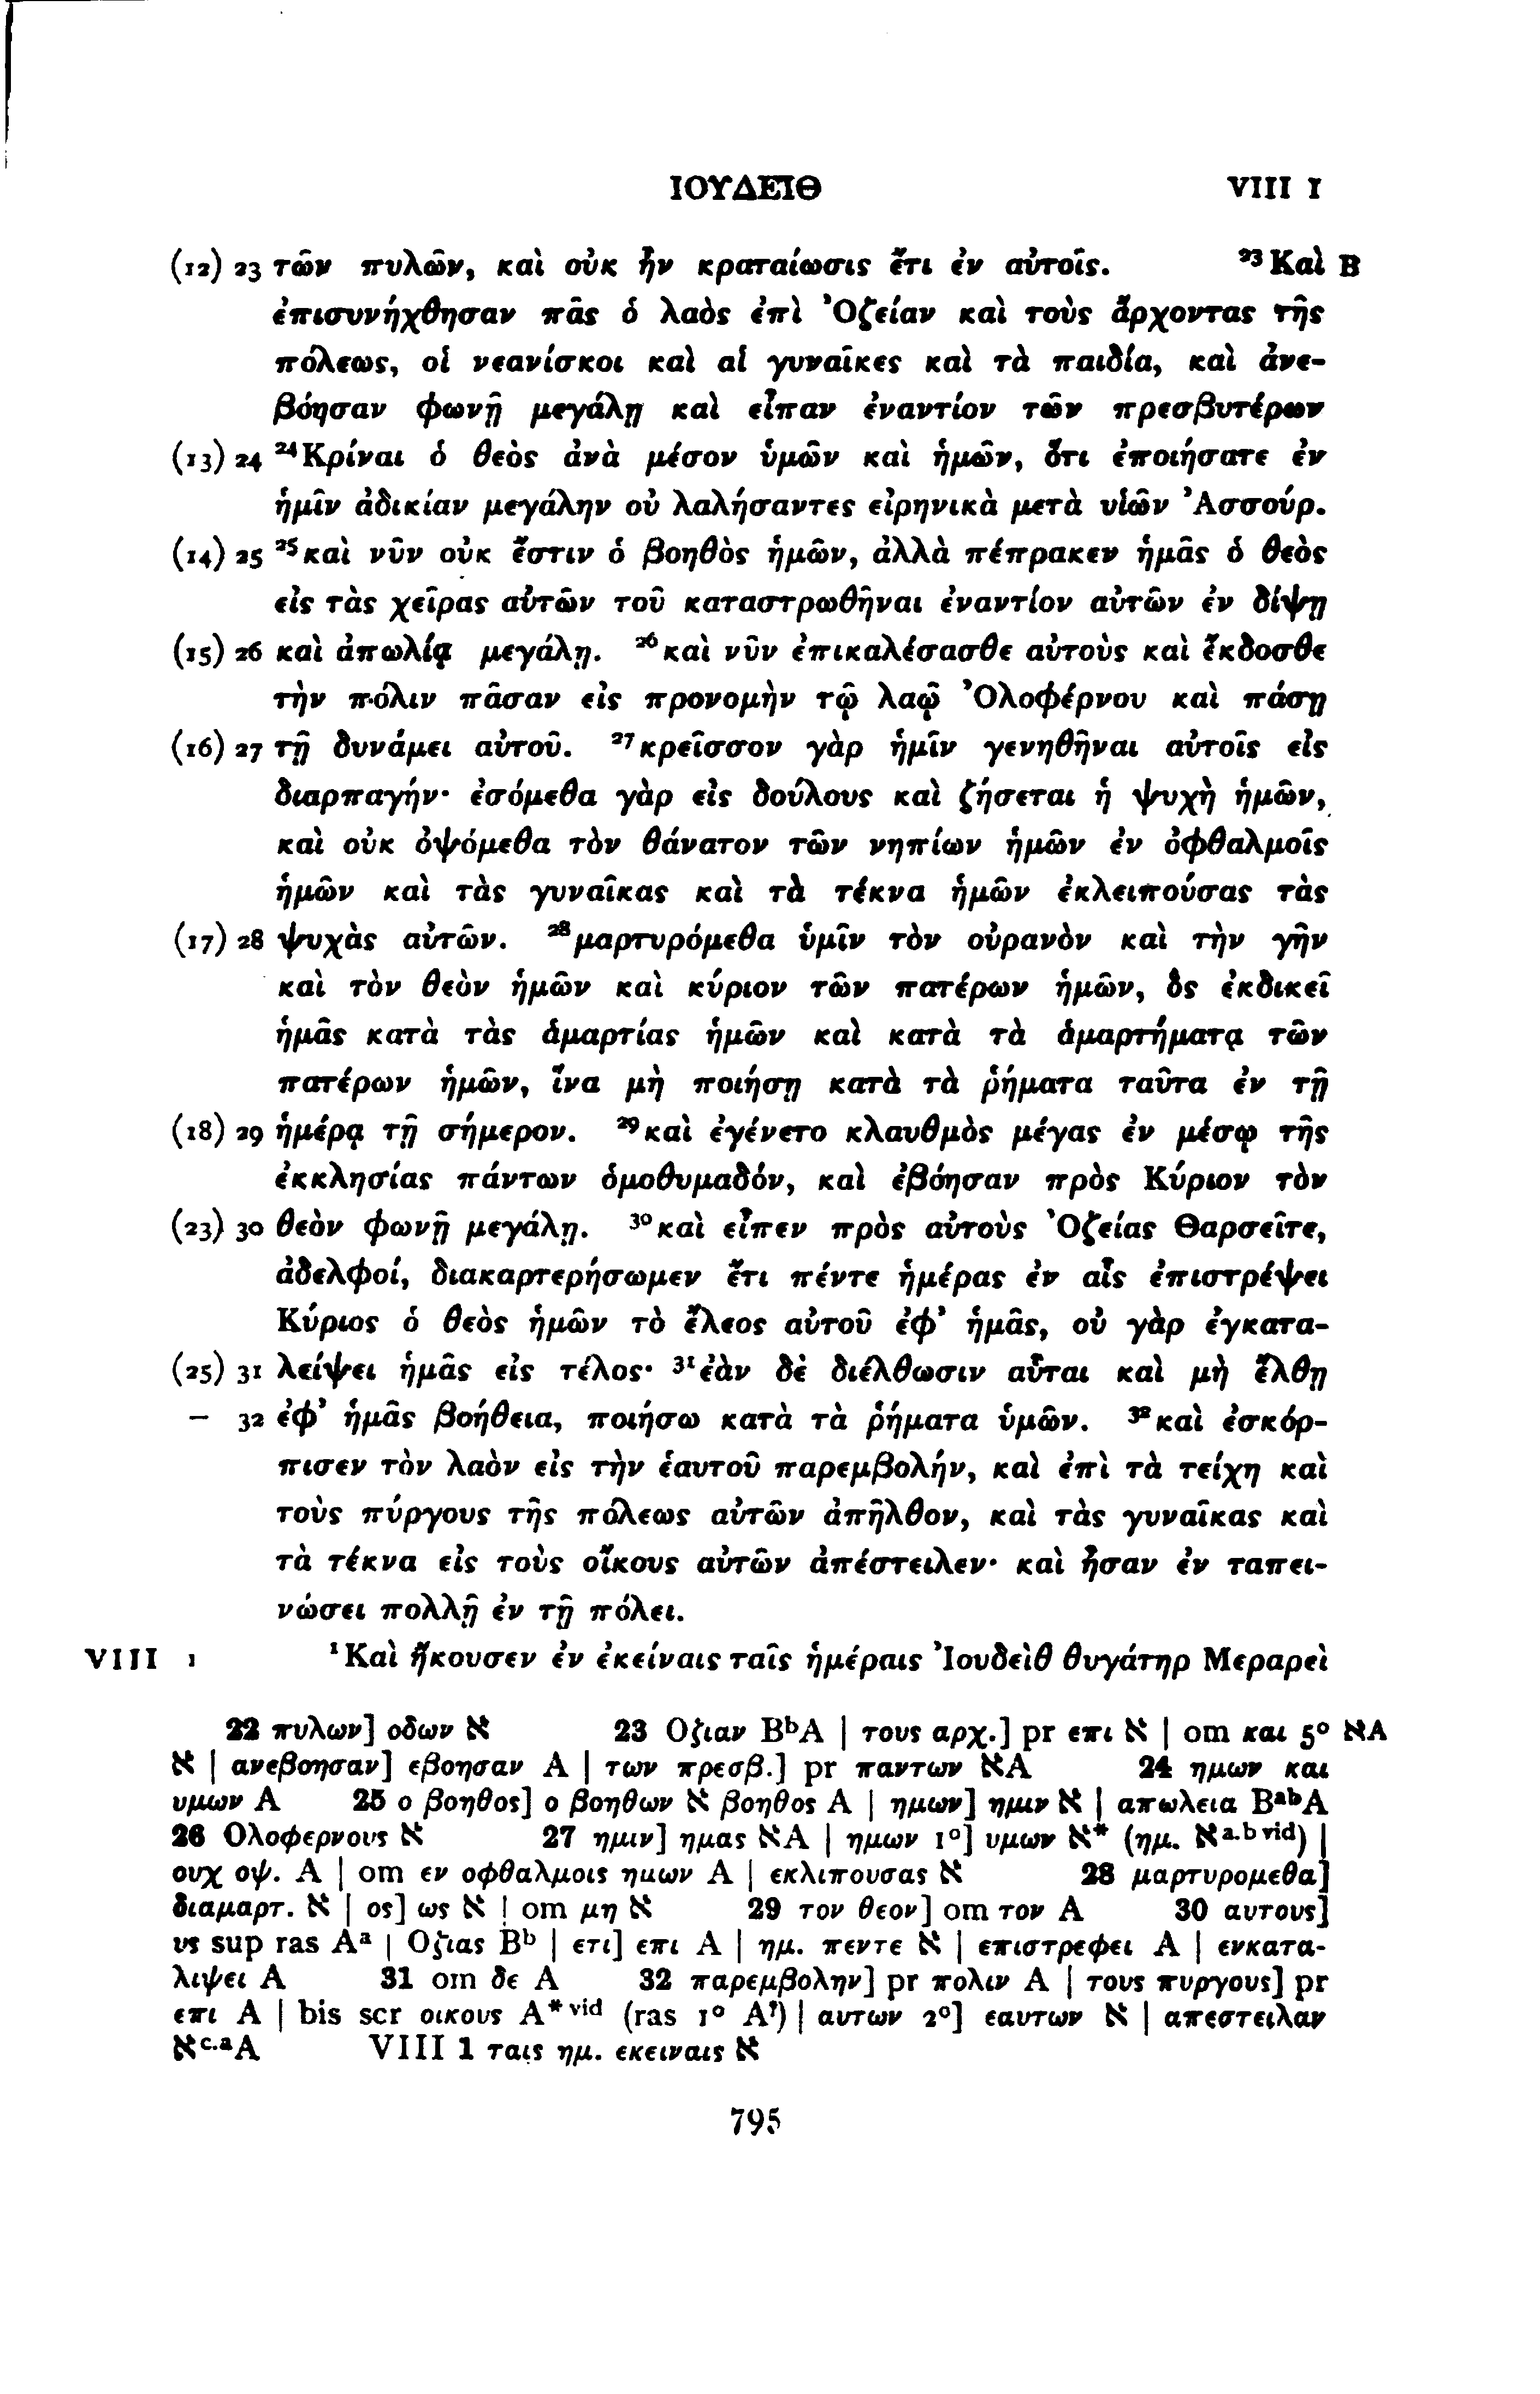 ΙΟΥΔΕΙΘ VIII 1
(12) 23 τῶν πυλῶν, καὶ οὐκ ἦν κραταίωσις ἔτι ἐν αὐτοῖς. ²³Καὶ B
ἐπισυνήχθησαν πᾶς ὁ λαὸς ἐπὶ Ὀζείαν καὶ τοὺς ἄρχοντας τῆς
πόλεως, οἱ νεανίσκοι καὶ αἱ γυναῖκες καὶ τὰ παιδία, καὶ ἀνε-
βόησαν φωνῇ μεγάλῃ καὶ εἶπαν ἐναντίον τῶν πρεσβυτέρων
(13) 24 ²⁴Κρίναι ὁ θεὸς ἀνὰ μέσον ὑμῶν καὶ ἡμῶν, ὅτι ἐποιήσατε ἐν
ἡμῖν ἀδικίαν μεγάλην οὐ λαλήσαντες εἰρηνικὰ μετὰ υἱῶν Ἀσσούρ.
(14) 25 ²⁵καὶ νῦν οὐκ ἔστιν ὁ βοηθὸς ἡμῶν, ἀλλὰ πέπρακεν ἡμᾶς ὁ θεὸς
εἰς τὰς χεῖρας αὐτῶν τοῦ καταστρωθῆναι ἐναντίον αὐτῶν ἐν δίψῃ
(15) 26 καὶ ἀπωλίᾳ μεγάλῃ. ²⁶καὶ νῦν ἐπικαλέσασθε αὐτοὺς καὶ ἔκδοσθε
τὴν πόλιν πᾶσαν εἰς προνομὴν τῷ λαῷ Ὀλοφέρνου καὶ πάσῃ
(16) 27 τῇ δυνάμει αὐτοῦ. ²⁷κρεῖσσον γὰρ ἡμῖν γενηθῆναι αὐτοῖς εἰς
διαρπαγήν· ἐσόμεθα γὰρ εἰς δούλους καὶ ζήσεται ἡ ψυχὴ ἡμῶν,
καὶ οὐκ ὀψόμεθα τὸν θάνατον τῶν νηπίων ἡμῶν ἐν ὀφθαλμοῖς
ἡμῶν καὶ τὰς γυναῖκας καὶ τὰ τέκνα ἡμῶν ἐκλειπούσας τὰς
(17) 28 ψυχὰς αὐτῶν. ²⁸μαρτυρόμεθα ὑμῖν τὸν οὐρανὸν καὶ τὴν γῆν
καὶ τὸν θεὸν ἡμῶν καὶ κύριον τῶν πατέρων ἡμῶν, ὃς ἐκδικεῖ
ἡμᾶς κατὰ τὰς ἁμαρτίας ἡμῶν καὶ κατὰ τὰ ἁμαρτήματα τῶν
πατέρων ἡμῶν, ἵνα μὴ ποιήσῃ κατὰ τὰ ῥήματα ταῦτα ἐν τῇ
(18) 29 ἡμέρᾳ τῇ σήμερον. ²⁹καὶ ἐγένετο κλαυθμὸς μέγας ἐν μέσῳ τῆς
ἐκκλησίας πάντων ὁμοθυμαδόν, καὶ ἐβόησαν πρὸς Κύριον τὸν
(23) 30 θεὸν φωνῇ μεγάλῃ. ³⁰καὶ εἶπεν πρὸς αὐτοὺς Ὀζείας Θαρσεῖτε,
ἀδελφοί, διακαρτερήσωμεν ἔτι πέντε ἡμέρας ἐν αἷς ἐπιστρέψει
Κύριος ὁ θεὸς ἡμῶν τὸ ἔλεος αὐτοῦ ἐφ’ ἡμᾶς, οὐ γὰρ ἐγκατα-
(25) 31 λείψει ἡμᾶς εἰς τέλος· ³¹ἐὰν δὲ διέλθωσιν αὗται καὶ μὴ ἔλθῃ
– 32 ἐφ’ ἡμᾶς βοήθεια, ποιήσω κατὰ τὰ ῥήματα ὑμῶν. ³²καὶ ἐσκόρ-
πισεν τὸν λαὸν εἰς τὴν ἑαυτοῦ παρεμβολήν, καὶ ἐπὶ τὰ τείχη καὶ
τοὺς πύργους τῆς πόλεως αὐτῶν ἀπῆλθον, καὶ τὰς γυναῖκας καὶ
τὰ τέκνα εἰς τοὺς οἴκους αὐτῶν ἀπέστειλεν· καὶ ἦσαν ἐν ταπει-
νώσει πολλῇ ἐν τῇ πόλει.
VIII 1 ¹Καὶ ἤκουσεν ἐν ἐκείναις ταῖς ἡμέραις Ἰουδεὶθ θυγάτηρ Μεραρεὶ
22 πυλων] οδων א 23 Οζιαν BᵇA | τους αρχ.] pr επι א | om και 5° אA
א | ανεβοησαν] εβοησαν A | των πρεσβ.] pr παντων אA 24 ημων και
υμων A 25 ο βοηθος] ο βοηθων א βοηθος A | ημων] ημιν א | απωλεια BᵃᵇA
26 Ολοφερνους א 27 ημιν] ημας אA | ημων 1°] υμων א* (ημ. אᵃ·ᵇ ᵛⁱᵈ) |
ουχ οψ. A | om εν οφθαλμοις ημων A | εκλιπουσας א 28 μαρτυρομεθα]
διαμαρτ. א | ος] ως א | om μη א 29 τον θεον] om τον A 30 αυτους]
υς sup ras Aᵃ | Οζιας Bᵇ | ετι] επι A | ημ. πεντε א | επιστρεφει A | ενκατα-
λιψει A 31 om δε A 32 παρεμβολην] pr πολιν A | τους πυργους] pr
επι A | bis scr οικους A*ᵛⁱᵈ (ras 1° A?) | αυτων 2°] εαυτων א | απεστειλαν
אᶜ·ᵃA VIII 1 ταις ημ. εκειναις א
795